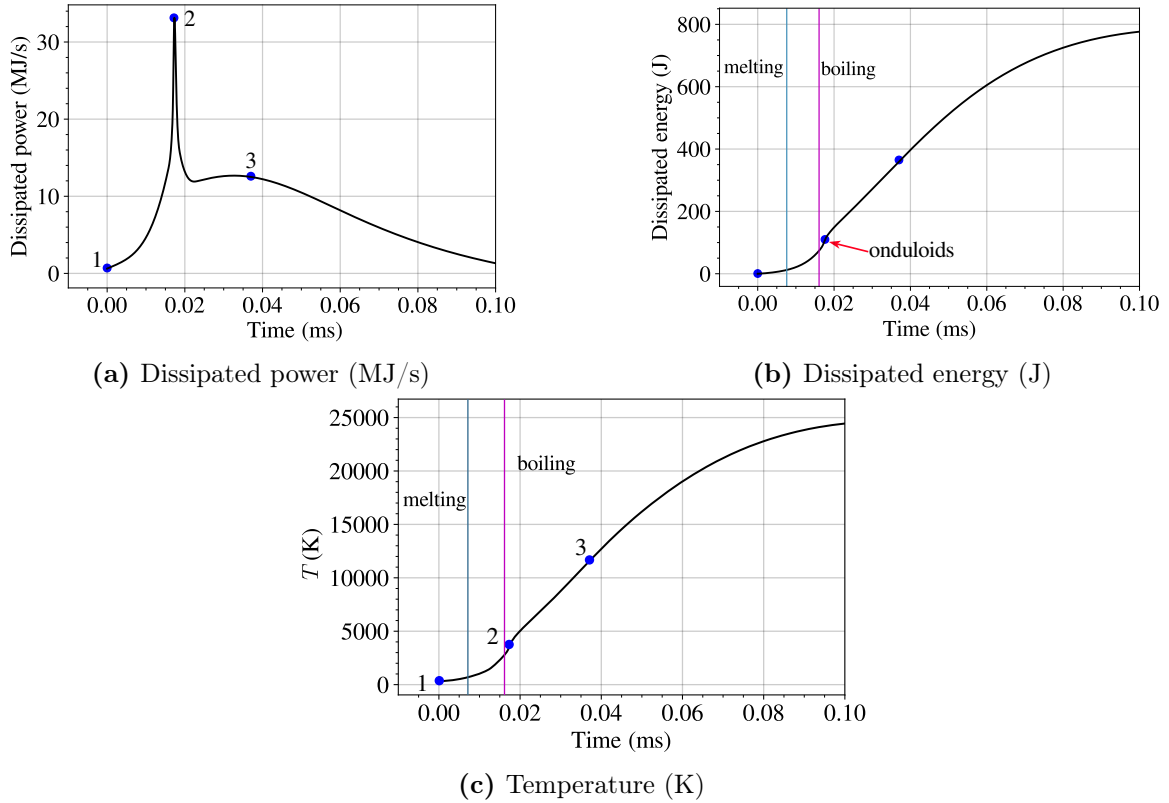 Dissipated power (MJ/s)
30
20
10
0
1
2
3
0.00 0.02 0.04 0.06 0.08 0.10
Time (ms)
(a) Dissipated power (MJ/s)
Dissipated energy (J)
800
600
400
200
0
melting
boiling
onduloids
0.00 0.02 0.04 0.06 0.08 0.10
Time (ms)
(b) Dissipated energy (J)
T (K)
25000
20000
15000
10000
5000
0
melting
boiling
1
2
3
0.00 0.02 0.04 0.06 0.08 0.10
Time (ms)
(c) Temperature (K)